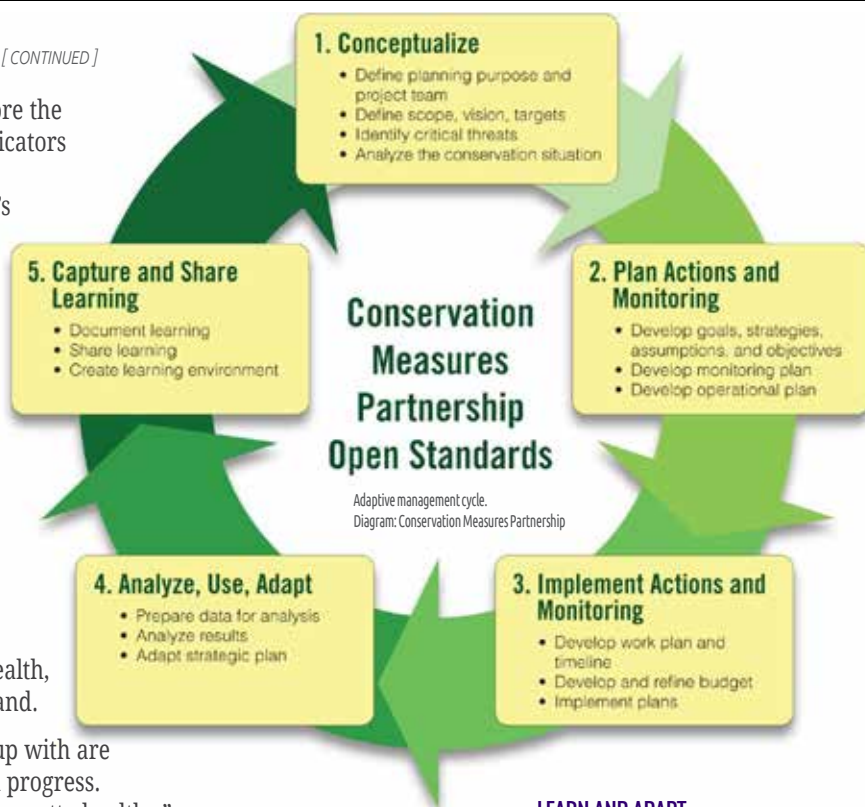 [ CONTINUED ]
ore the
icators
's
ealth,
and.
up with are
progress.
1. Conceptualize
• Define planning purpose and
project team
• Define scope, vision, targets
• Identify critical threats
• Analyze the conservation situation
2. Plan Actions and
Monitoring
• Develop goals, strategies,
assumptions, and objectives
• Develop monitoring plan
• Develop operational plan
3. Implement Actions and
Monitoring
• Develop work plan and
timeline
• Develop and refine budget
• Implement plans
4. Analyze, Use, Adapt
• Prepare data for analysis
• Analyze results
• Adapt strategic plan
5. Capture and Share
Learning
• Document learning
• Share learning
• Create learning environment
Conservation
Measures
Partnership
Open Standards
Adaptive management cycle.
Diagram: Conservation Measures Partnership
LEARN AND ADAPT